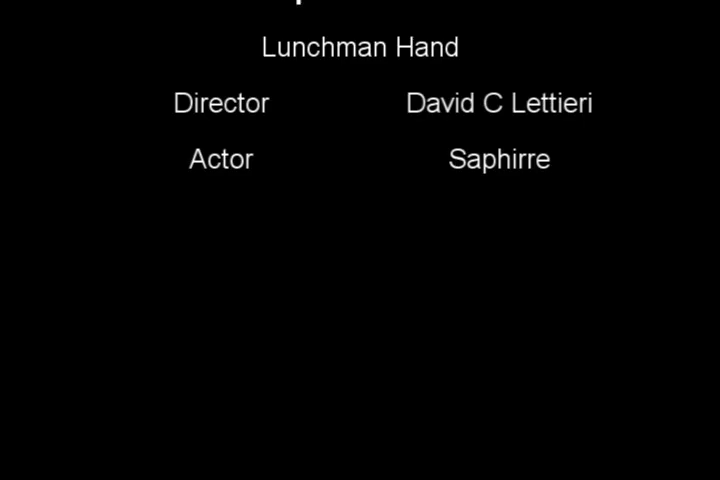 Lunchman Hand
Director David C Lettieri
Actor Saphirre